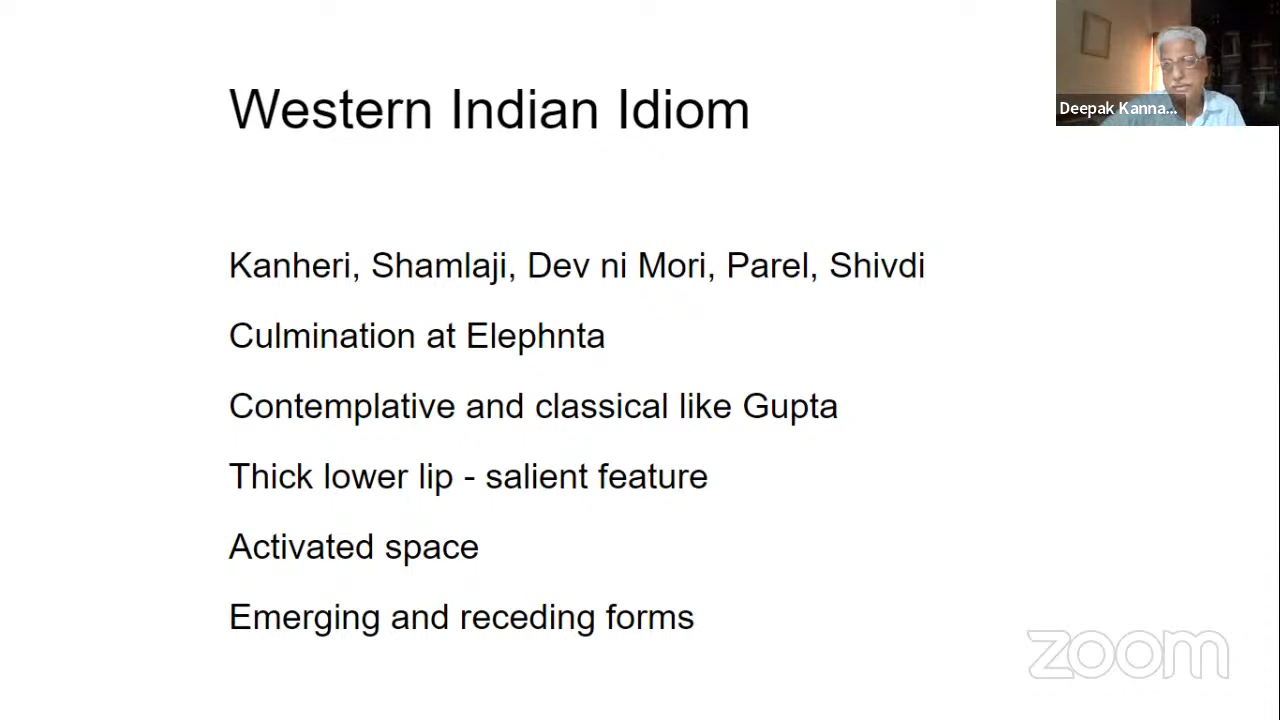 Western Indian Idiom
Deepak Kanna...
Kanheri, Shamlaji, Dev ni Mori, Parel, Shivdi
Culmination at Elephnta
Contemplative and classical like Gupta
Thick lower lip - salient feature
Activated space
Emerging and receding forms
zoom